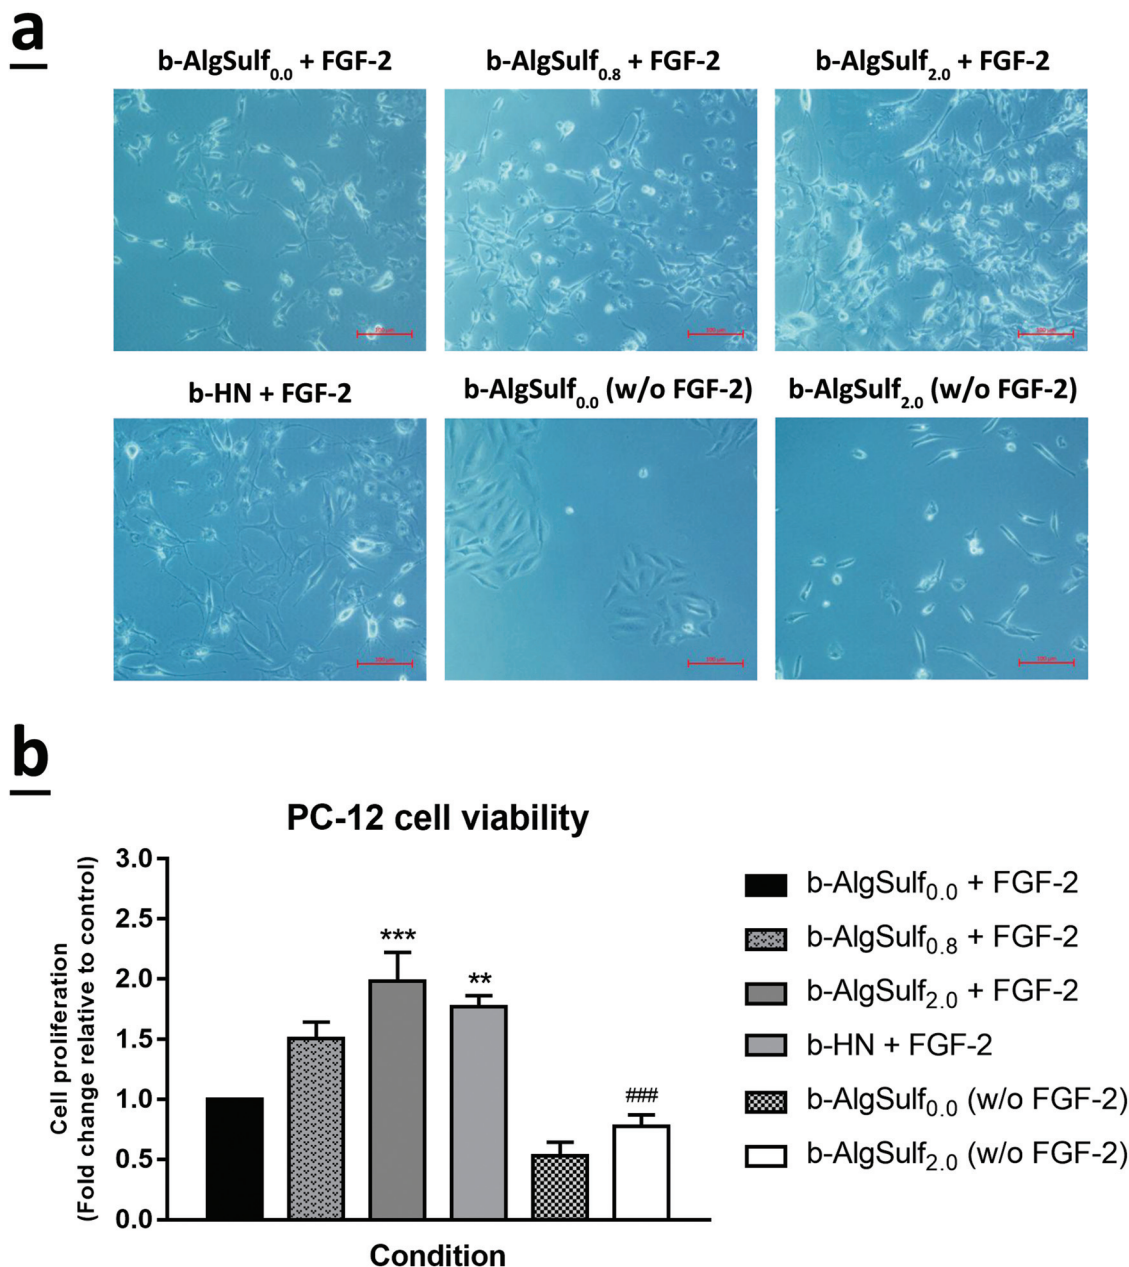 a
b-AlgSulf0.0 + FGF-2
b-AlgSulf0.8 + FGF-2
b-AlgSulf2.0 + FGF-2
b-HN + FGF-2
b-AlgSulf0.0 (w/o FGF-2)
b-AlgSulf2.0 (w/o FGF-2)
b
PC-12 cell viability
Cell proliferation
(Fold change relative to control)
3.0
2.5
2.0
1.5
1.0
0.5
0.0
***
**
###
Condition
b-AlgSulf0.0 + FGF-2
b-AlgSulf0.8 + FGF-2
b-AlgSulf2.0 + FGF-2
b-HN + FGF-2
b-AlgSulf0.0 (w/o FGF-2)
b-AlgSulf2.0 (w/o FGF-2)